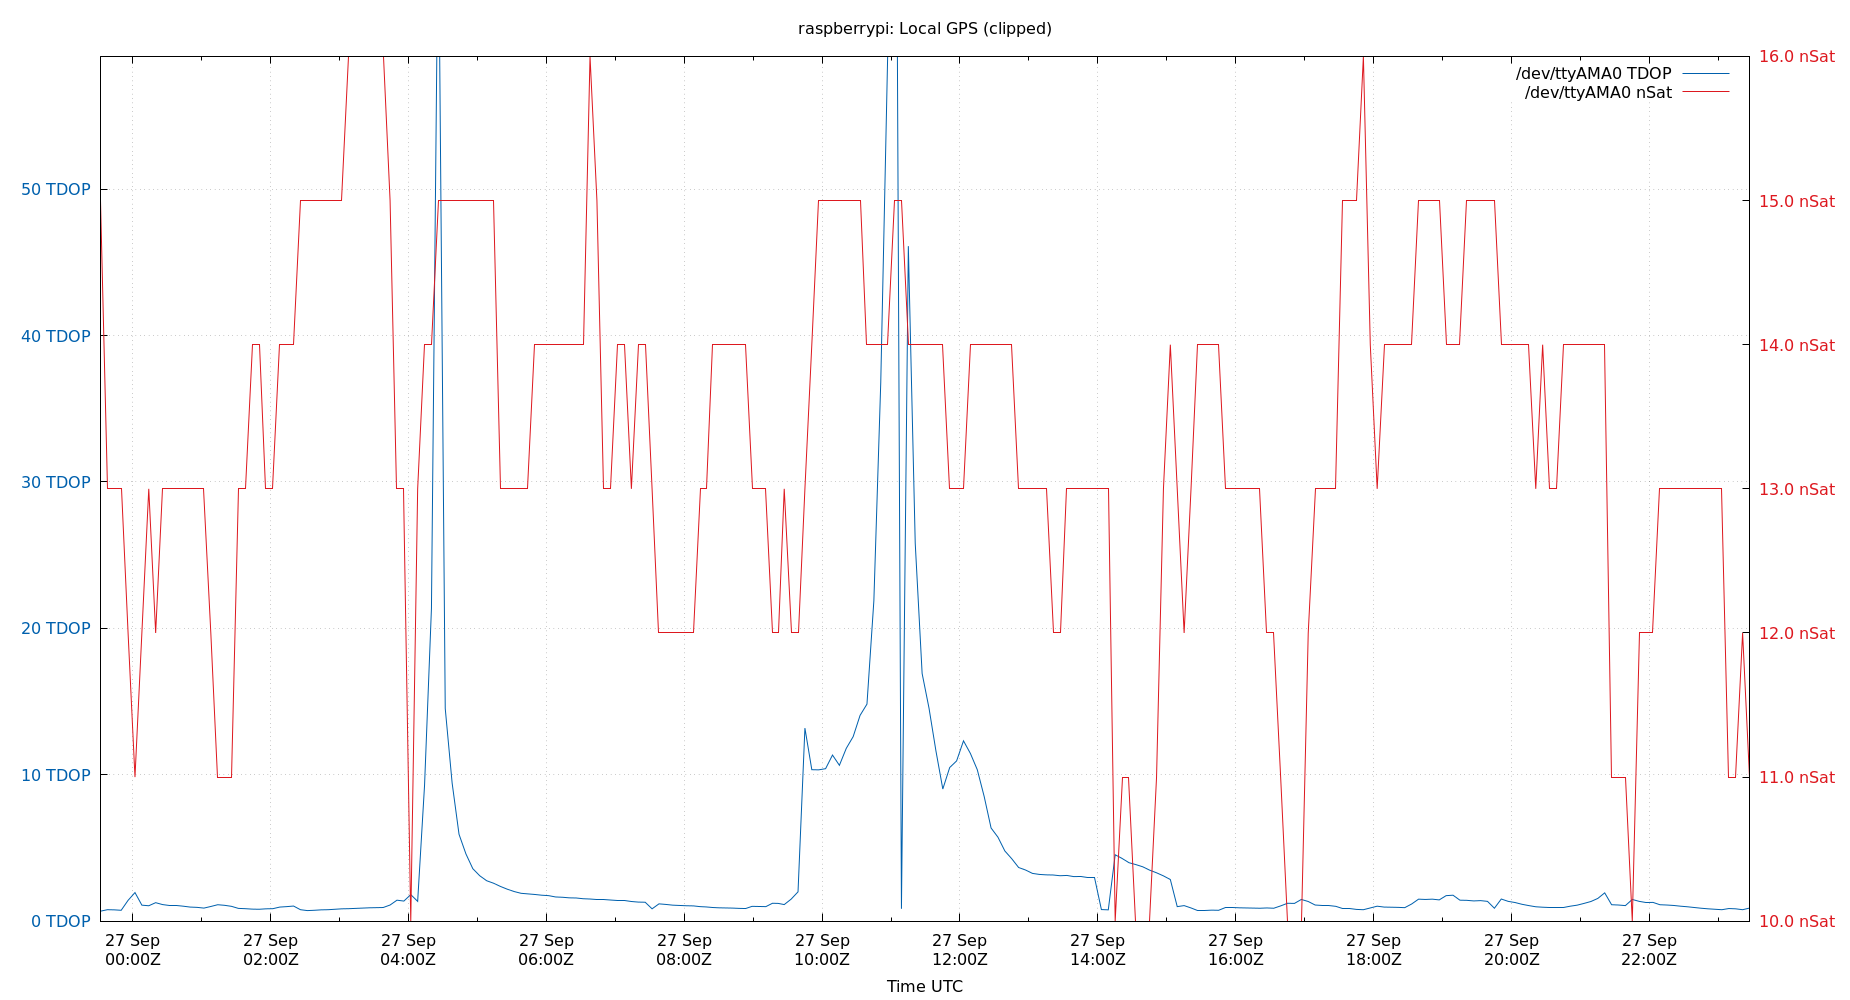 raspberrypi: Local GPS (clipped)
/dev/ttyAMA0 TDOP
/dev/ttyAMA0 nSat
50 TDOP
40 TDOP
30 TDOP
20 TDOP
10 TDOP
0 TDOP
16.0 nSat
15.0 nSat
14.0 nSat
13.0 nSat
12.0 nSat
11.0 nSat
10.0 nSat
27 Sep
00:00Z
27 Sep
02:00Z
27 Sep
04:00Z
27 Sep
06:00Z
27 Sep
08:00Z
27 Sep
10:00Z
27 Sep
12:00Z
27 Sep
14:00Z
27 Sep
16:00Z
27 Sep
18:00Z
27 Sep
20:00Z
27 Sep
22:00Z
Time UTC